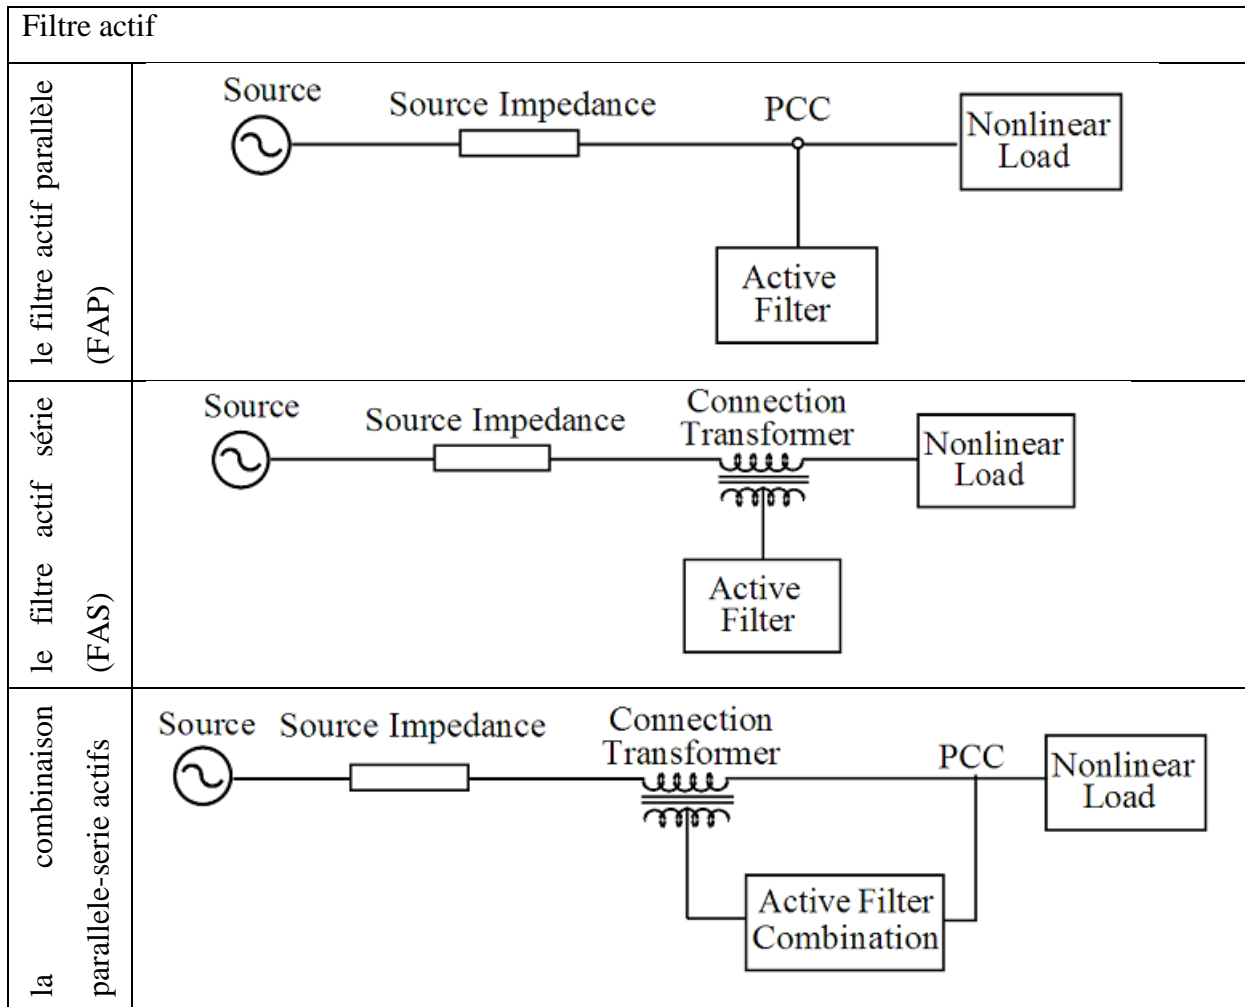 Filtre actif
le filtre actif parallèle
(FAP)
Source
Source Impedance
PCC
Nonlinear
Load
Active
Filter
le filtre actif série
(FAS)
Source
Source Impedance
Connection
Transformer
Nonlinear
Load
Active
Filter
la combinaison
parallele-serie actifs
Source
Source Impedance
Connection
Transformer
PCC
Nonlinear
Load
Active Filter
Combination